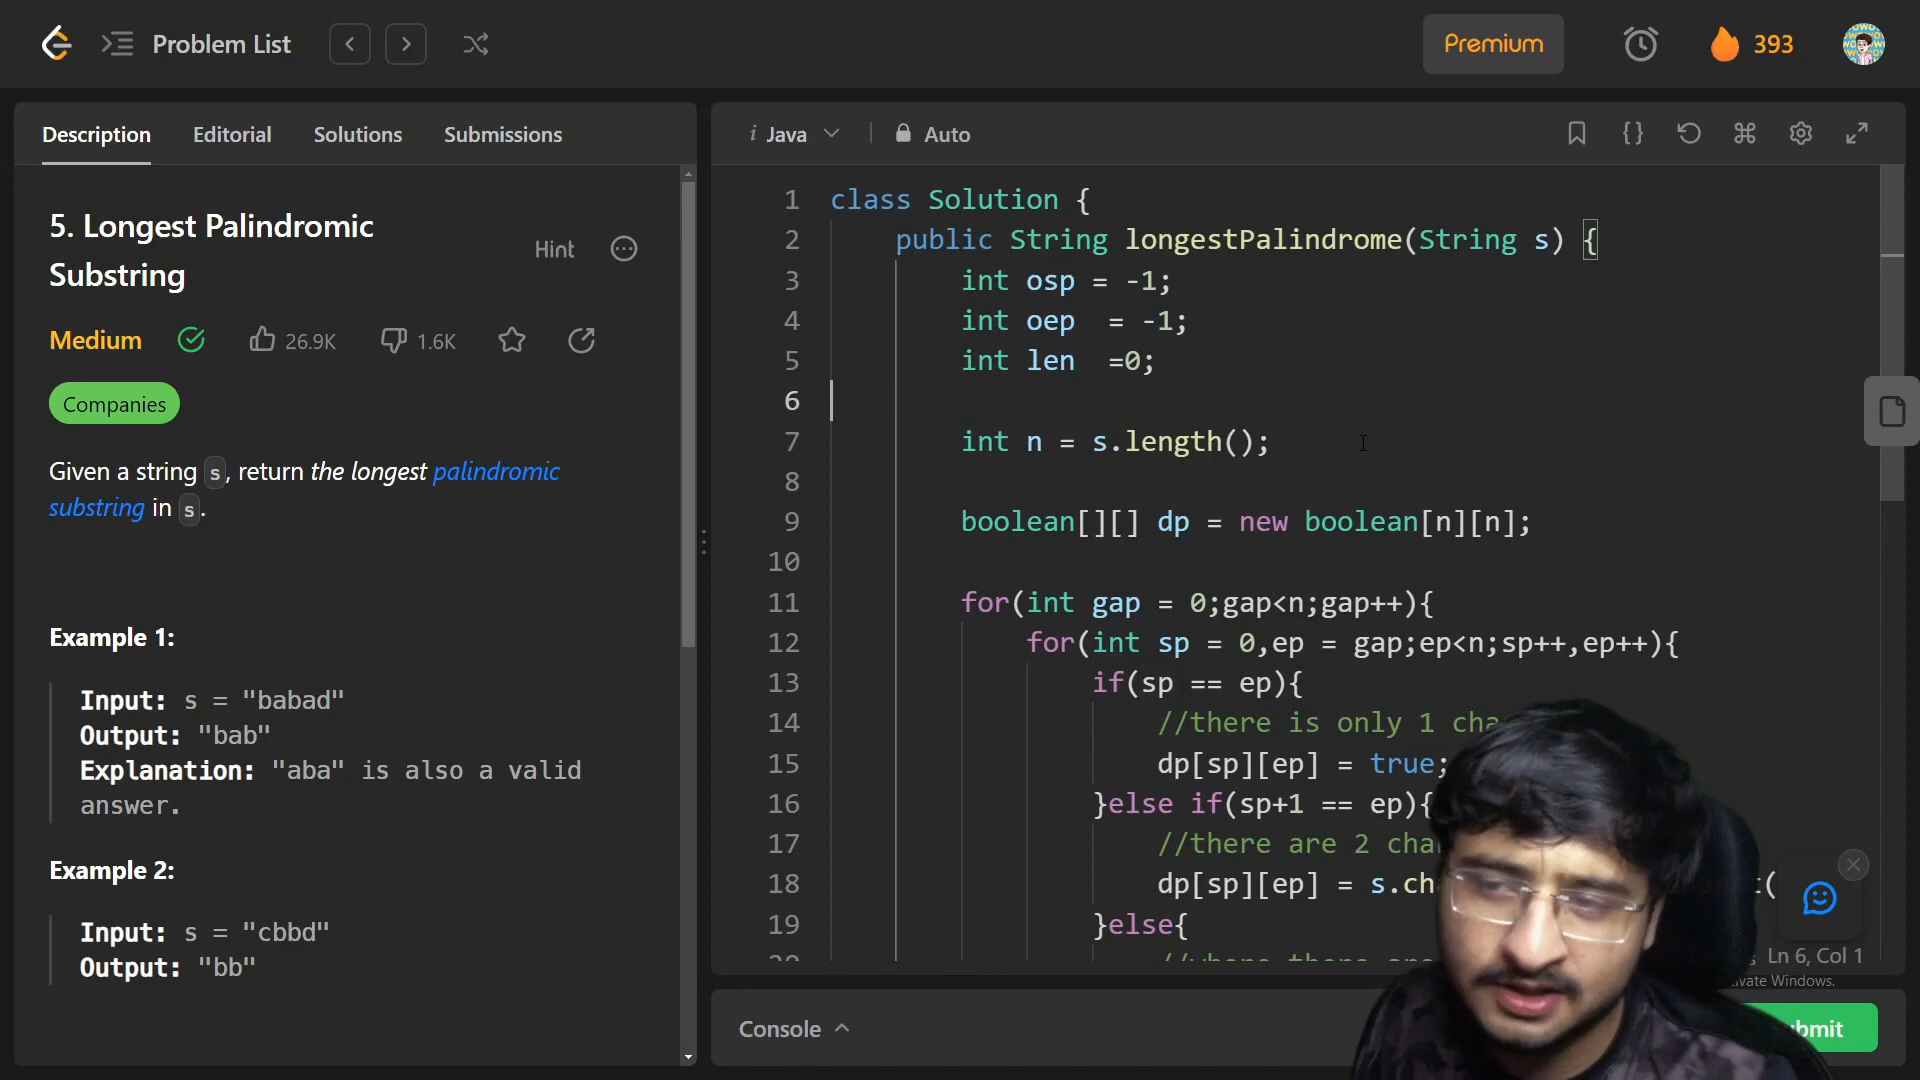 Problem List
Premium
393
Description Editorial Solutions Submissions
5. Longest Palindromic
Substring
Hint
Medium 26.9K 1.6K
Companies
Given a string s, return the longest palindromic
substring in s.
Example 1:
Input: s = "babad"
Output: "bab"
Explanation: "aba" is also a valid
answer.
Example 2:
Input: s = "cbbd"
Output: "bb"
i Java Auto
1 class Solution {
2 public String longestPalindrome(String s) {
3 int osp = -1;
4 int oep  = -1;
5 int len  =0;
6
7 int n = s.length();
8
9 boolean[][] dp = new boolean[n][n];
10
11 for(int gap = 0;gap<n;gap++){
12 for(int sp = 0,ep = gap;ep<n;sp++,ep++){
13 if(sp == ep){
14 //there is only 1
15 dp[sp][ep] = true;
16 }else if(sp+1 == ep){
17 //there are 2
18 dp[sp][ep] =
19 }else{
Ln 6, Col 1
Windows.
Console